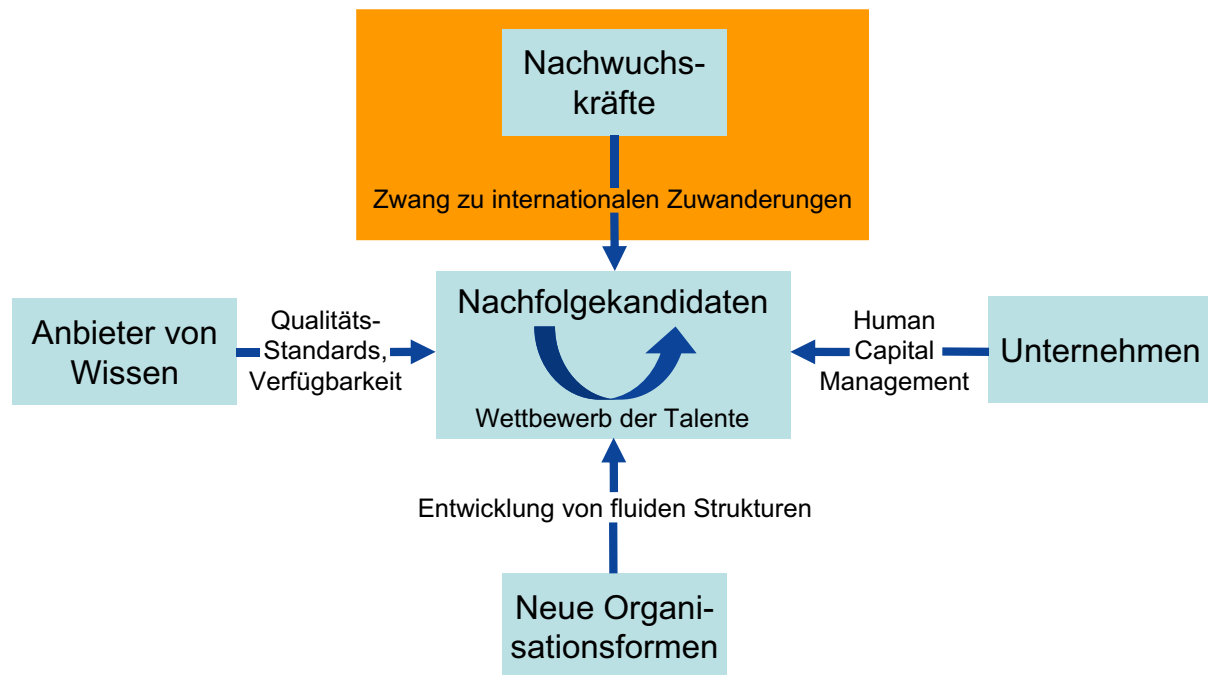 Nachwuchs-
kräfte
Zwang zu internationalen Zuwanderungen
Nachfolgekandidaten
Wettbewerb der Talente
Anbieter von
Wissen
Qualitäts-
Standards,
Verfügbarkeit
Human
Capital
Management
Unternehmen
Entwicklung von fluiden Strukturen
Neue Organi-
sationsformen